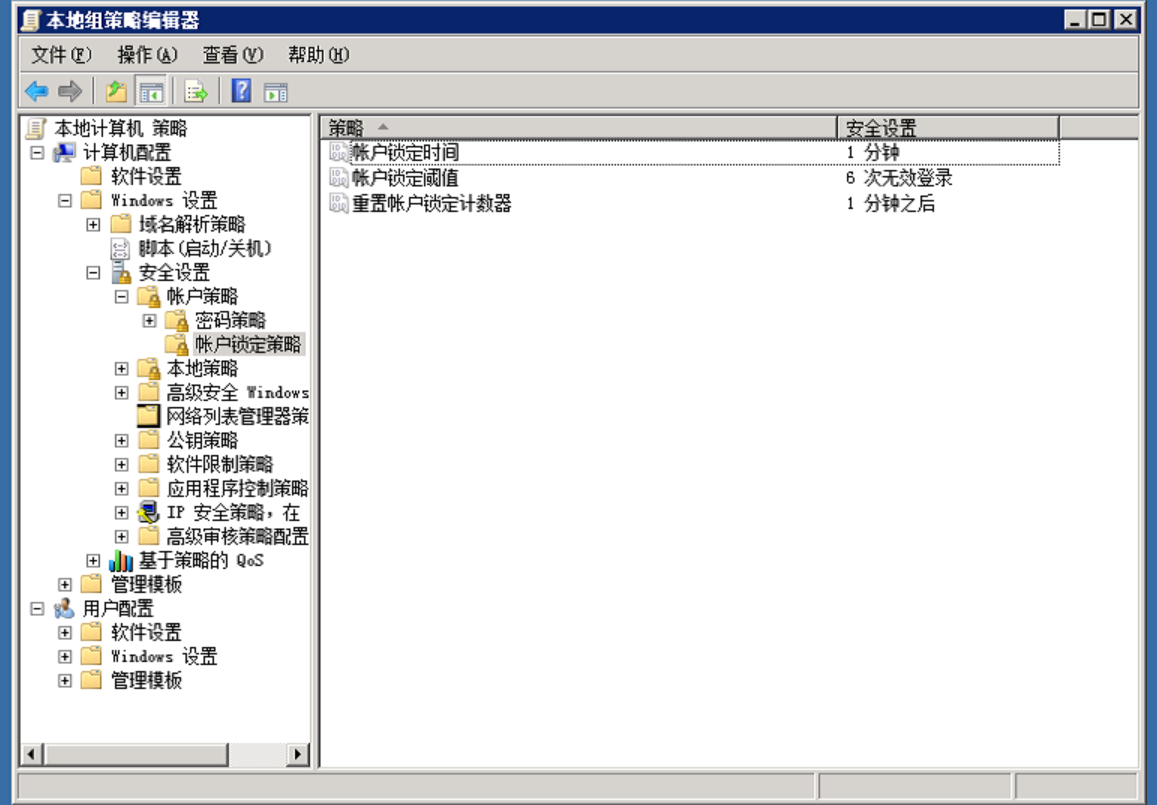 本地组策略编辑器
文件(F) 操作(A) 查看(V) 帮助(H)
本地计算机 策略
计算机配置
软件设置
Windows 设置
域名解析策略
脚本(启动/关机)
安全设置
帐户策略
密码策略
帐户锁定策略
本地策略
高级安全 Windows
网络列表管理器策
公钥策略
软件限制策略
应用程序控制策略
IP 安全策略，在
高级审核策略配置
基于策略的 QoS
管理模板
用户配置
软件设置
Windows 设置
管理模板
策略 安全设置
帐户锁定时间 1 分钟
帐户锁定阈值 6 次无效登录
重置帐户锁定计数器 1 分钟之后